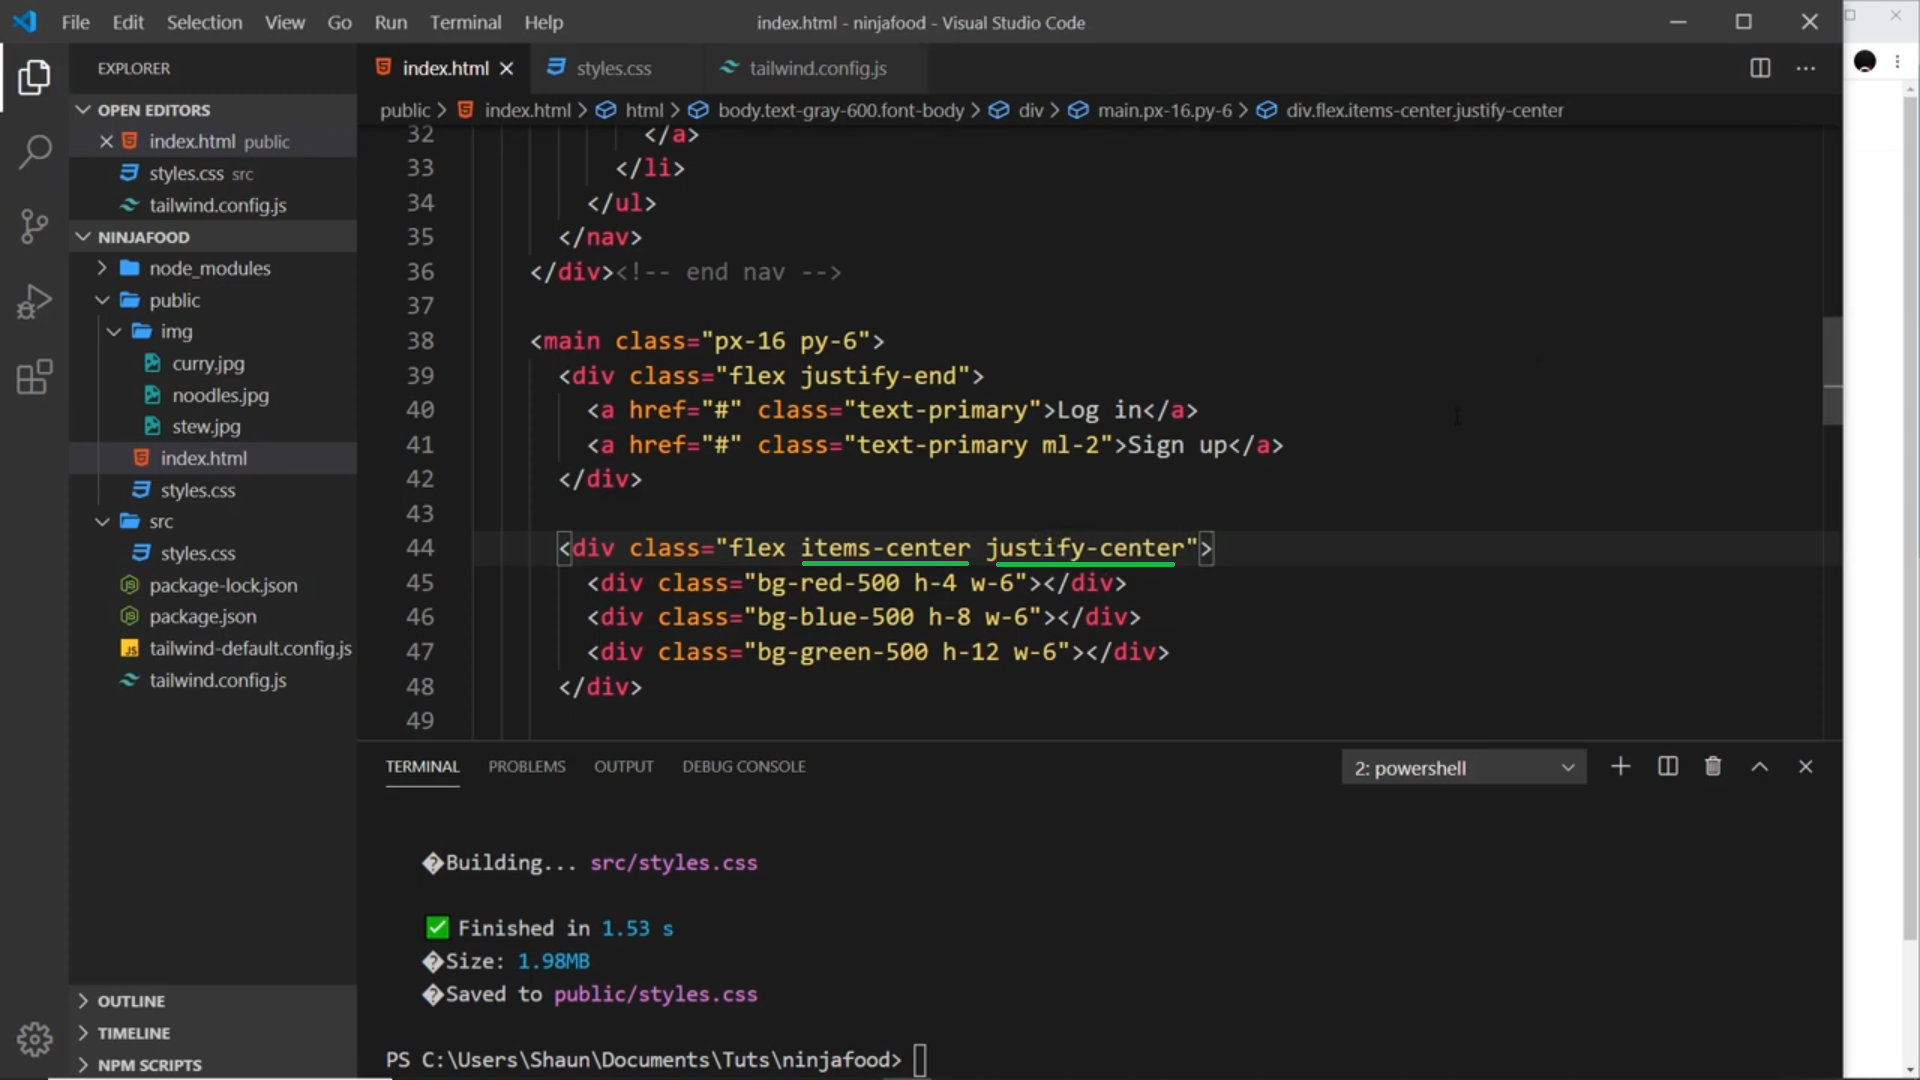 File Edit Selection View Go Run Terminal Help
index.html - ninjafood - Visual Studio Code
EXPLORER
OPEN EDITORS
index.html public
styles.css src
tailwind.config.js
NINJAFOOD
node_modules
public
img
curry.jpg
noodles.jpg
stew.jpg
index.html
styles.css
src
styles.css
package-lock.json
package.json
JS tailwind-default.config.js
tailwind.config.js
OUTLINE
TIMELINE
NPM SCRIPTS
index.html styles.css tailwind.config.js
public > index.html > html > body.text-gray-600.font-body > div > main.px-16.py-6 > div.flex.items-center.justify-center
32 </a>
33 </li>
34 </ul>
35 </nav>
36 </div><!-- end nav -->
37
38 <main class="px-16 py-6">
39 <div class="flex justify-end">
40 <a href="#" class="text-primary">Log in</a>
41 <a href="#" class="text-primary ml-2">Sign up</a>
42 </div>
43
44 <div class="flex items-center justify-center">
45 <div class="bg-red-500 h-4 w-6"></div>
46 <div class="bg-blue-500 h-8 w-6"></div>
47 <div class="bg-green-500 h-12 w-6"></div>
48 </div>
49
TERMINAL PROBLEMS OUTPUT DEBUG CONSOLE
2: powershell
�Building... src/styles.css
✅ Finished in 1.53 s
�Size: 1.98MB
�Saved to public/styles.css
PS C:\Users\Shaun\Documents\Tuts\ninjafood>